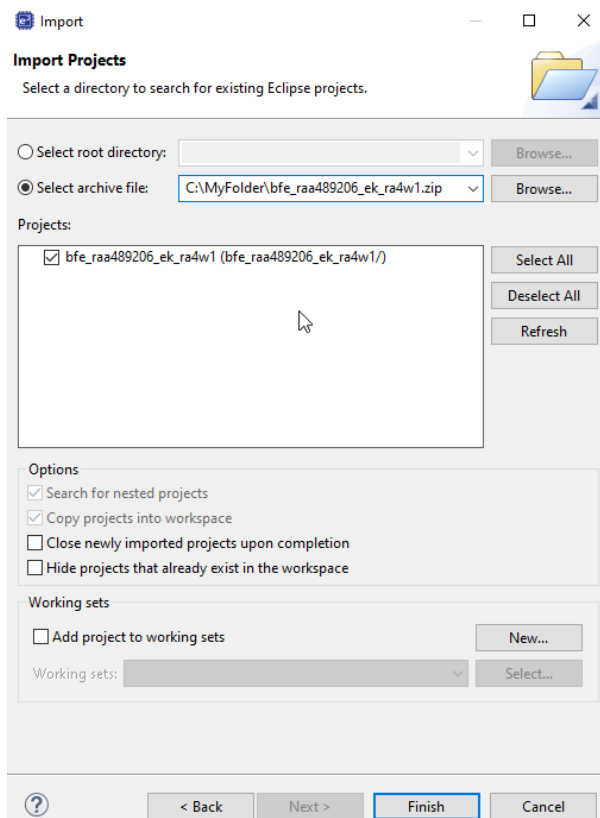 e² Import
Import Projects
Select a directory to search for existing Eclipse projects.
Select root directory: Browse...
Select archive file: C:\MyFolder\bfe_raa489206_ek_ra4w1.zip Browse...
Projects:
bfe_raa489206_ek_ra4w1 (bfe_raa489206_ek_ra4w1/) Select All
Deselect All
Refresh
Options
Search for nested projects
Copy projects into workspace
Close newly imported projects upon completion
Hide projects that already exist in the workspace
Working sets
Add project to working sets New...
Working sets: Select...
? < Back Next > Finish Cancel